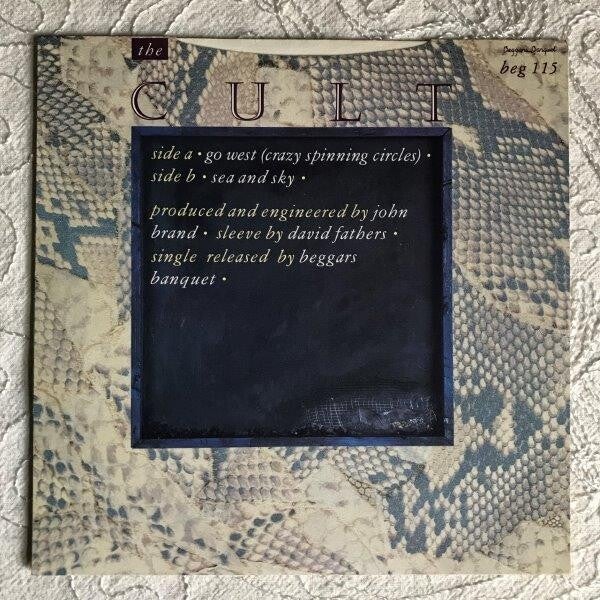 the
Beggars Banquet
beg 115
CULT
side a • go west (crazy spinning circles) •
side b • sea and sky •
produced and engineered by john
brand • sleeve by david fathers •
single released by beggars
banquet •